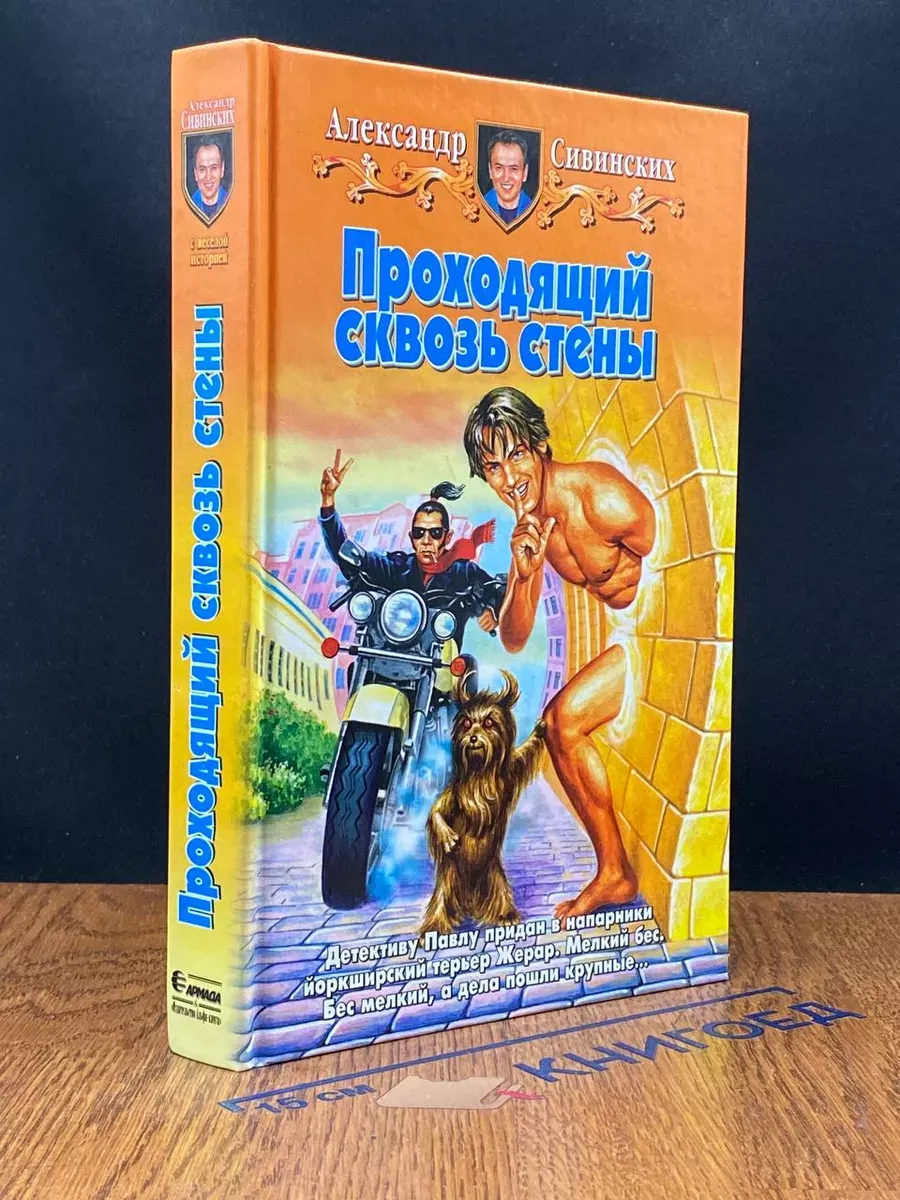 Александр
Сивинских
с веселой
историей
Проходящий сквозь стены
АРМАДА
Александр Сивинских
Проходящий
сквозь стены
Детективу Павлу придан в напарники
йоркширский терьер Жерар. Мелкий бес.
Бес мелкий, а дела пошли крупные...
15 см
КНИГОЕД